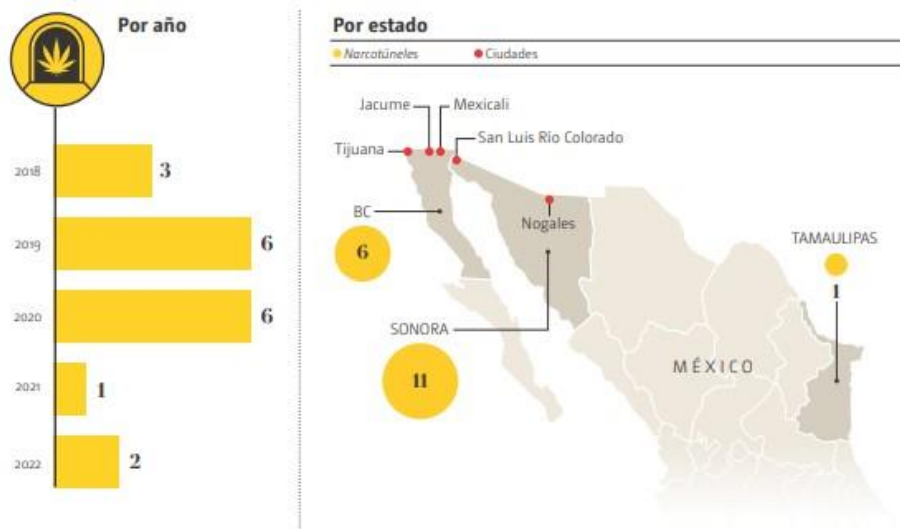 Por año
2018
3
2019
6
2020
6
2021
1
2022
2
Por estado
Narcotúneles
Ciudades
Jacume
Mexicali
San Luis Río Colorado
Tijuana
BC
6
Nogales
TAMAULIPAS
1
SONORA
11
MÉXICO